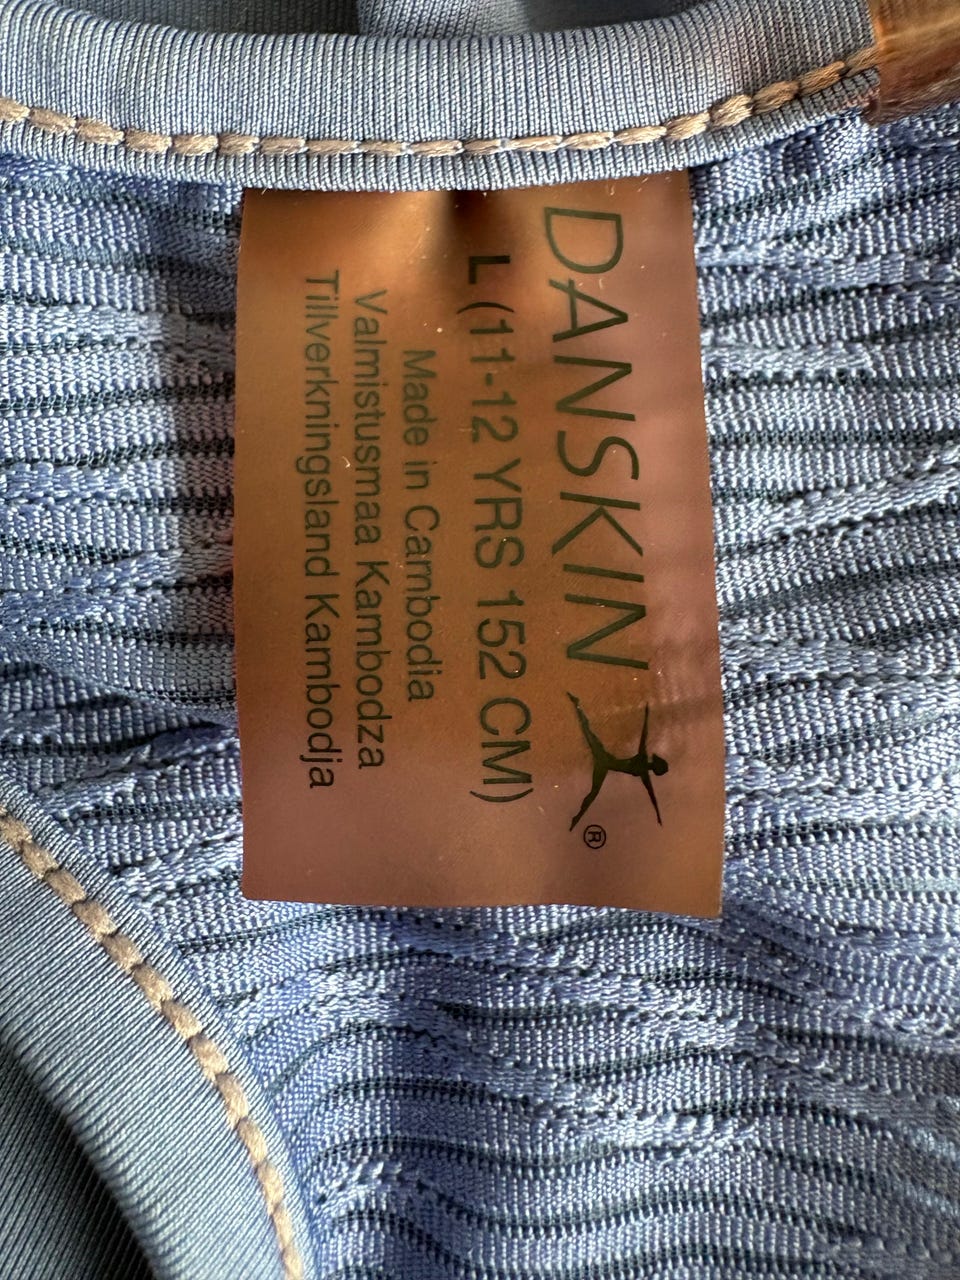 DANSKIN ®
L (11-12 YRS 152 CM)
Made in Cambodia
Valmistusmaa Kambodza
Tillverkningsland Kambodja